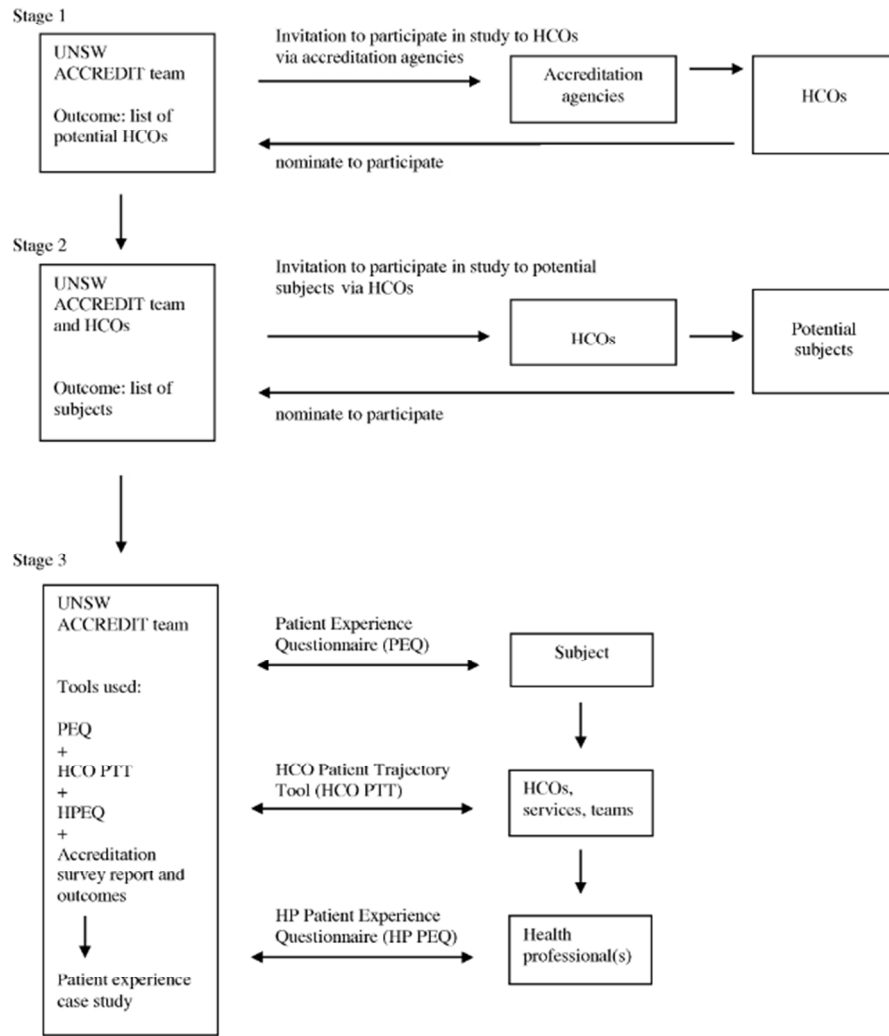 Stage 1
UNSW
ACCREDIT team
Outcome: list of
potential HCOs
Invitation to participate in study to HCOs
via accreditation agencies
Accreditation
agencies
HCOs
nominate to participate
Stage 2
UNSW
ACCREDIT team
and HCOs
Outcome: list of
subjects
Invitation to participate in study to potential
subjects via HCOs
HCOs
Potential
subjects
nominate to participate
Stage 3
UNSW
ACCREDIT team
Tools used:
PEQ
+
HCO PTT
+
HPEQ
+
Accreditation
survey report and
outcomes
Patient experience
case study
Patient Experience
Questionnaire (PEQ)
Subject
HCO Patient Trajectory
Tool (HCO PTT)
HCOs,
services, teams
HP Patient Experience
Questionnaire (HP PEQ)
Health
professional(s)